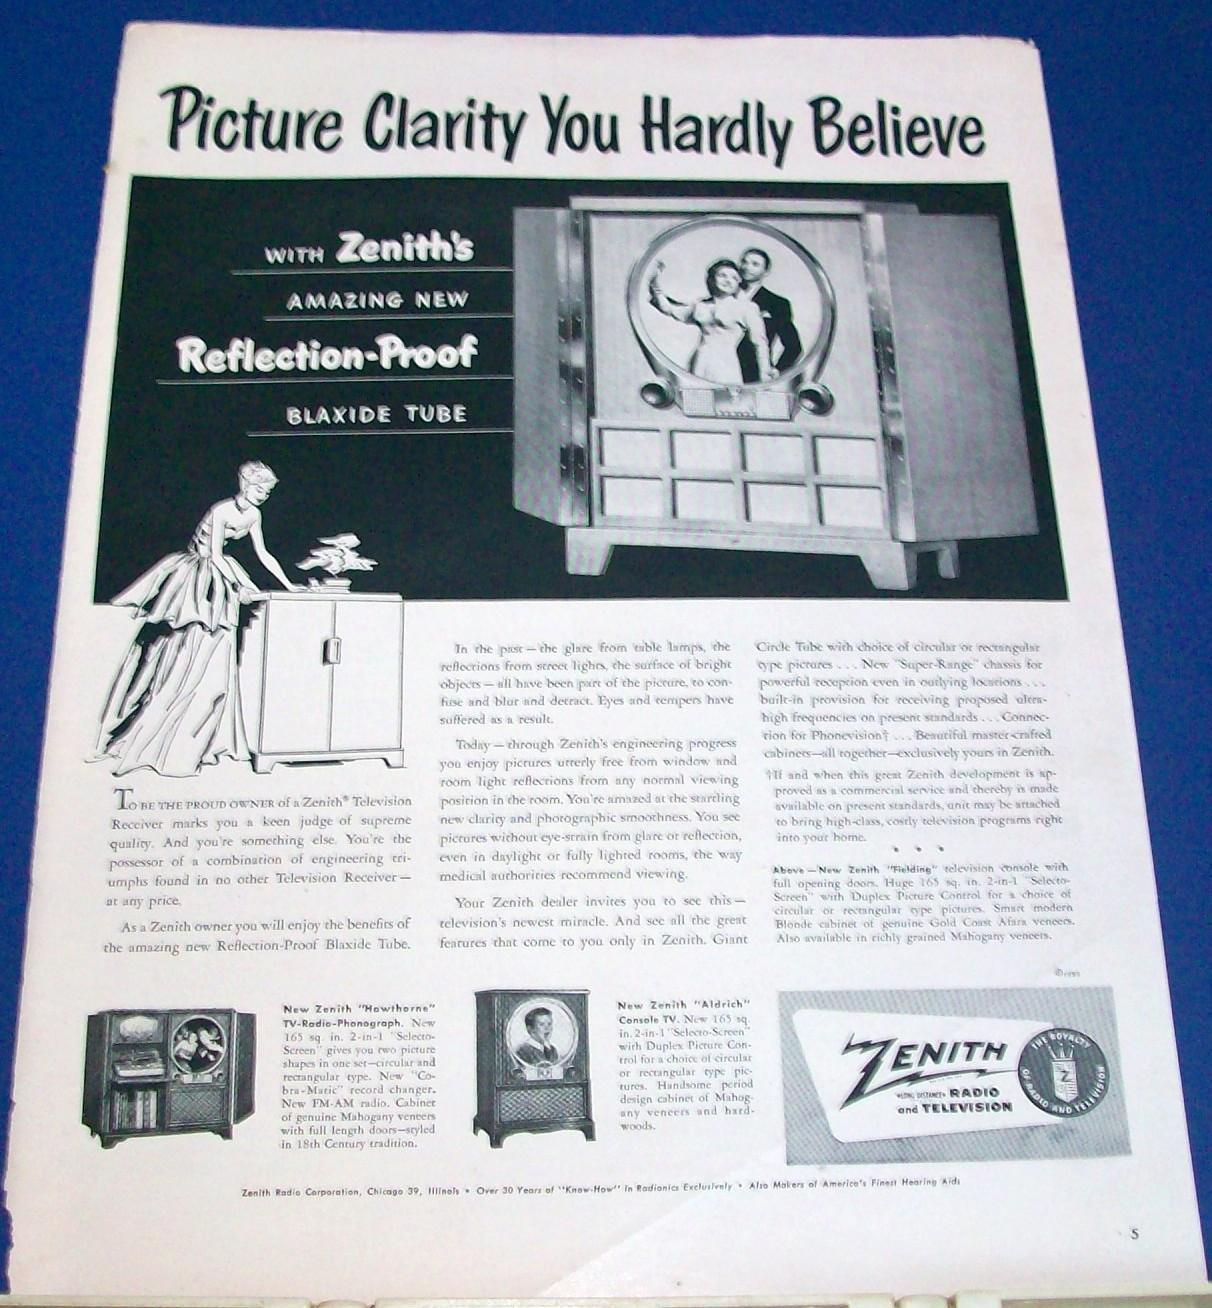 Picture Clarity You Hardly Believe
WITH Zenith's
AMAZING NEW
Reflection-Proof
BLAXIDE TUBE
TO BE THE PROUD OWNER of a Zenith® Television
Receiver marks you a keen judge of supreme
quality. And you're something else. You're the
possessor of a combination of engineering tri-
umphs found in no other Television Receiver—
at any price.
As a Zenith owner you will enjoy the benefits of
the amazing new Reflection-Proof Blaxide Tube.
In the past—the glare from table lamps, the
reflections from street lights, the surface of bright
objects—all have been part of the picture, to con-
fuse and blur and detract. Eyes and tempers have
suffered as a result.
Today—through Zenith's engineering progress
you enjoy pictures utterly free from window and
room light reflections from any normal viewing
position in the room. You're amazed at the startling
new clarity and photographic smoothness. You see
pictures without eye-strain from glare or reflection,
even in daylight or fully lighted rooms, the way
medical authorities recommend viewing.
Your Zenith dealer invites you to see this—
television's newest miracle. And see all the great
features that come to you only in Zenith. Giant
Circle Tube with choice of circular or rectangular
type pictures . . . New "Super-Range" chassis for
powerful reception even in outlying locations . . .
built-in provision for receiving proposed ultra-
high frequencies on present standards . . . Connec-
tion for Phonevision† . . . Beautiful master-crafted
cabinets—all together—exclusively yours in Zenith.
†If and when this great Zenith development is ap-
proved as a commercial service and thereby is made
available on present standards, unit may be attached
to bring high-class, costly television programs right
into your home.
• • •
Above—New Zenith "Fielding" television console with
full opening doors. Huge 165 sq. in. 2-in-1 "Selecto-
Screen" with Duplex Picture Control for a choice of
circular or rectangular type pictures. Smart modern
Blonde cabinet of genuine Gold Coast Afara veneers.
Also available in richly grained Mahogany veneers.
New Zenith "Hawthorne"
TV-Radio-Phonograph. New
165 sq. in. 2-in-1 "Selecto-
Screen" gives you two picture
shapes in one set—circular and
rectangular type. New "Co-
bra-Matic" record changer.
New FM-AM radio. Cabinet
of genuine Mahogany veneers
with full length doors—styled
in 18th Century tradition.
New Zenith "Aldrich"
Console TV. New 165 sq.
in. 2-in-1 "Selecto-Screen"
with Duplex Picture Con-
trol for a choice of circular
or rectangular type pic-
tures. Handsome period
design cabinet of Mahog-
any veneers and hard-
woods.
ZENITH
"LONG DISTANCE" RADIO
and TELEVISION
THE ROYALTY
OF RADIO AND TELEVISION
Z
Zenith Radio Corporation, Chicago 39, Illinois • Over 30 Years of "Know-How" in Radionics Exclusively • Also Makers of America's Finest Hearing Aids
5